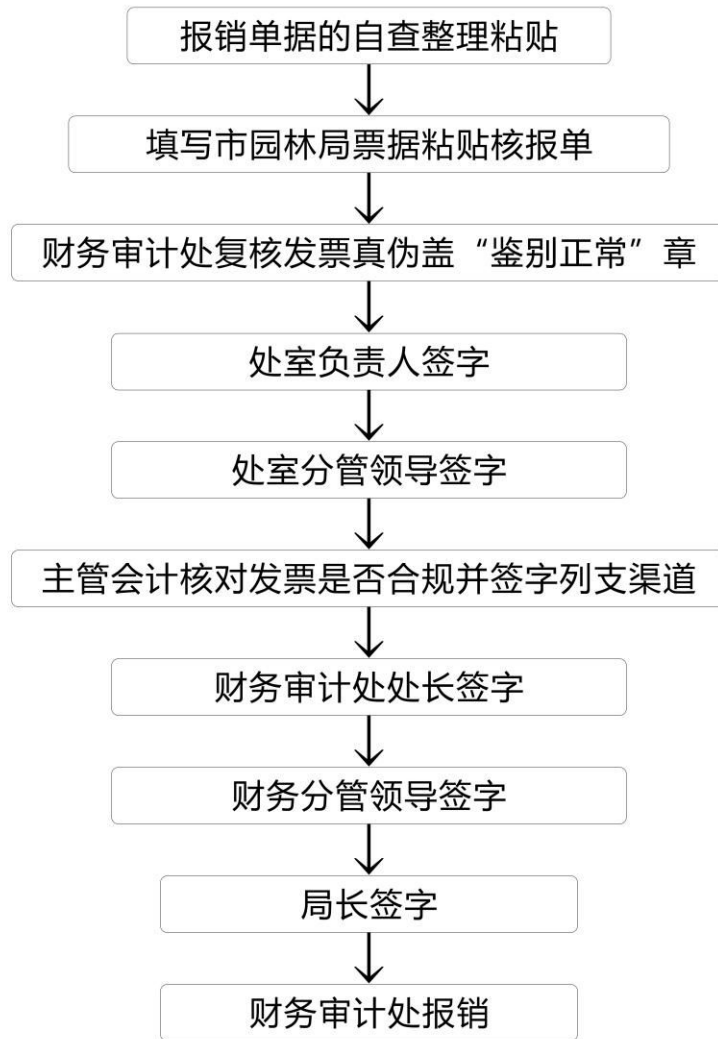 报销单据的自查整理粘贴
填写市园林局票据粘贴核报单
财务审计处复核发票真伪盖“鉴别正常”章
处室负责人签字
处室分管领导签字
主管会计核对发票是否合规并签字列支渠道
财务审计处处长签字
财务分管领导签字
局长签字
财务审计处报销